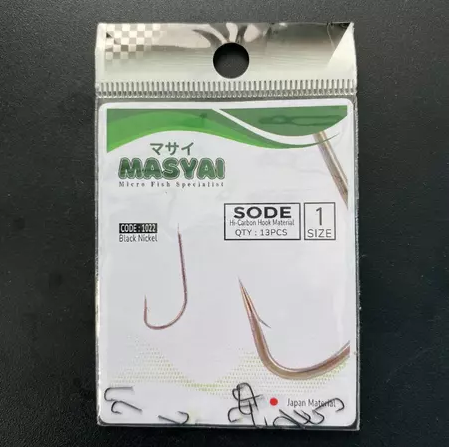 マサイ
MASYAI
Micro Fish Specialist
CODE : 1022
Black Nickel
SODE
Hi-Carbon Hook Material
QTY : 13PCS
1
SIZE
Japan Material